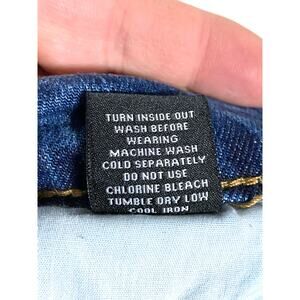 TURN INSIDE OUT
WASH BEFORE
WEARING
MACHINE WASH
COLD SEPARATELY
DO NOT USE
CHLORINE BLEACH
TUMBLE DRY LOW
COOL IRON